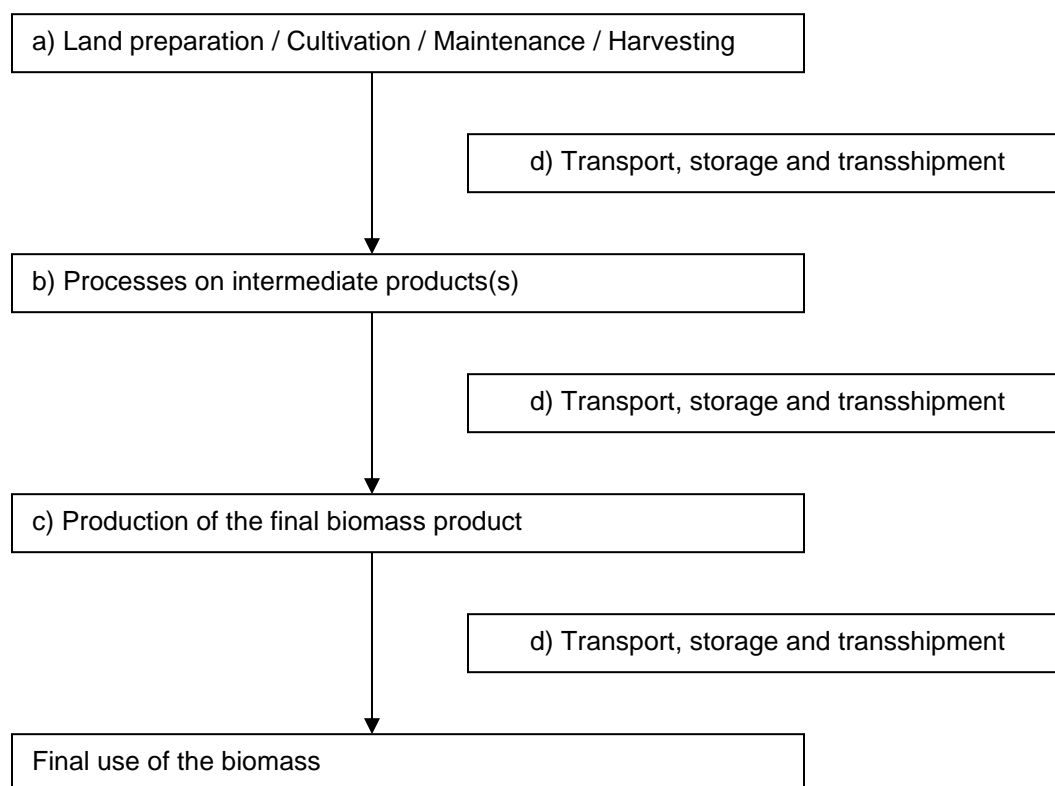 a) Land preparation / Cultivation / Maintenance / Harvesting
d) Transport, storage and transshipment
b) Processes on intermediate products(s)
d) Transport, storage and transshipment
c) Production of the final biomass product
d) Transport, storage and transshipment
Final use of the biomass